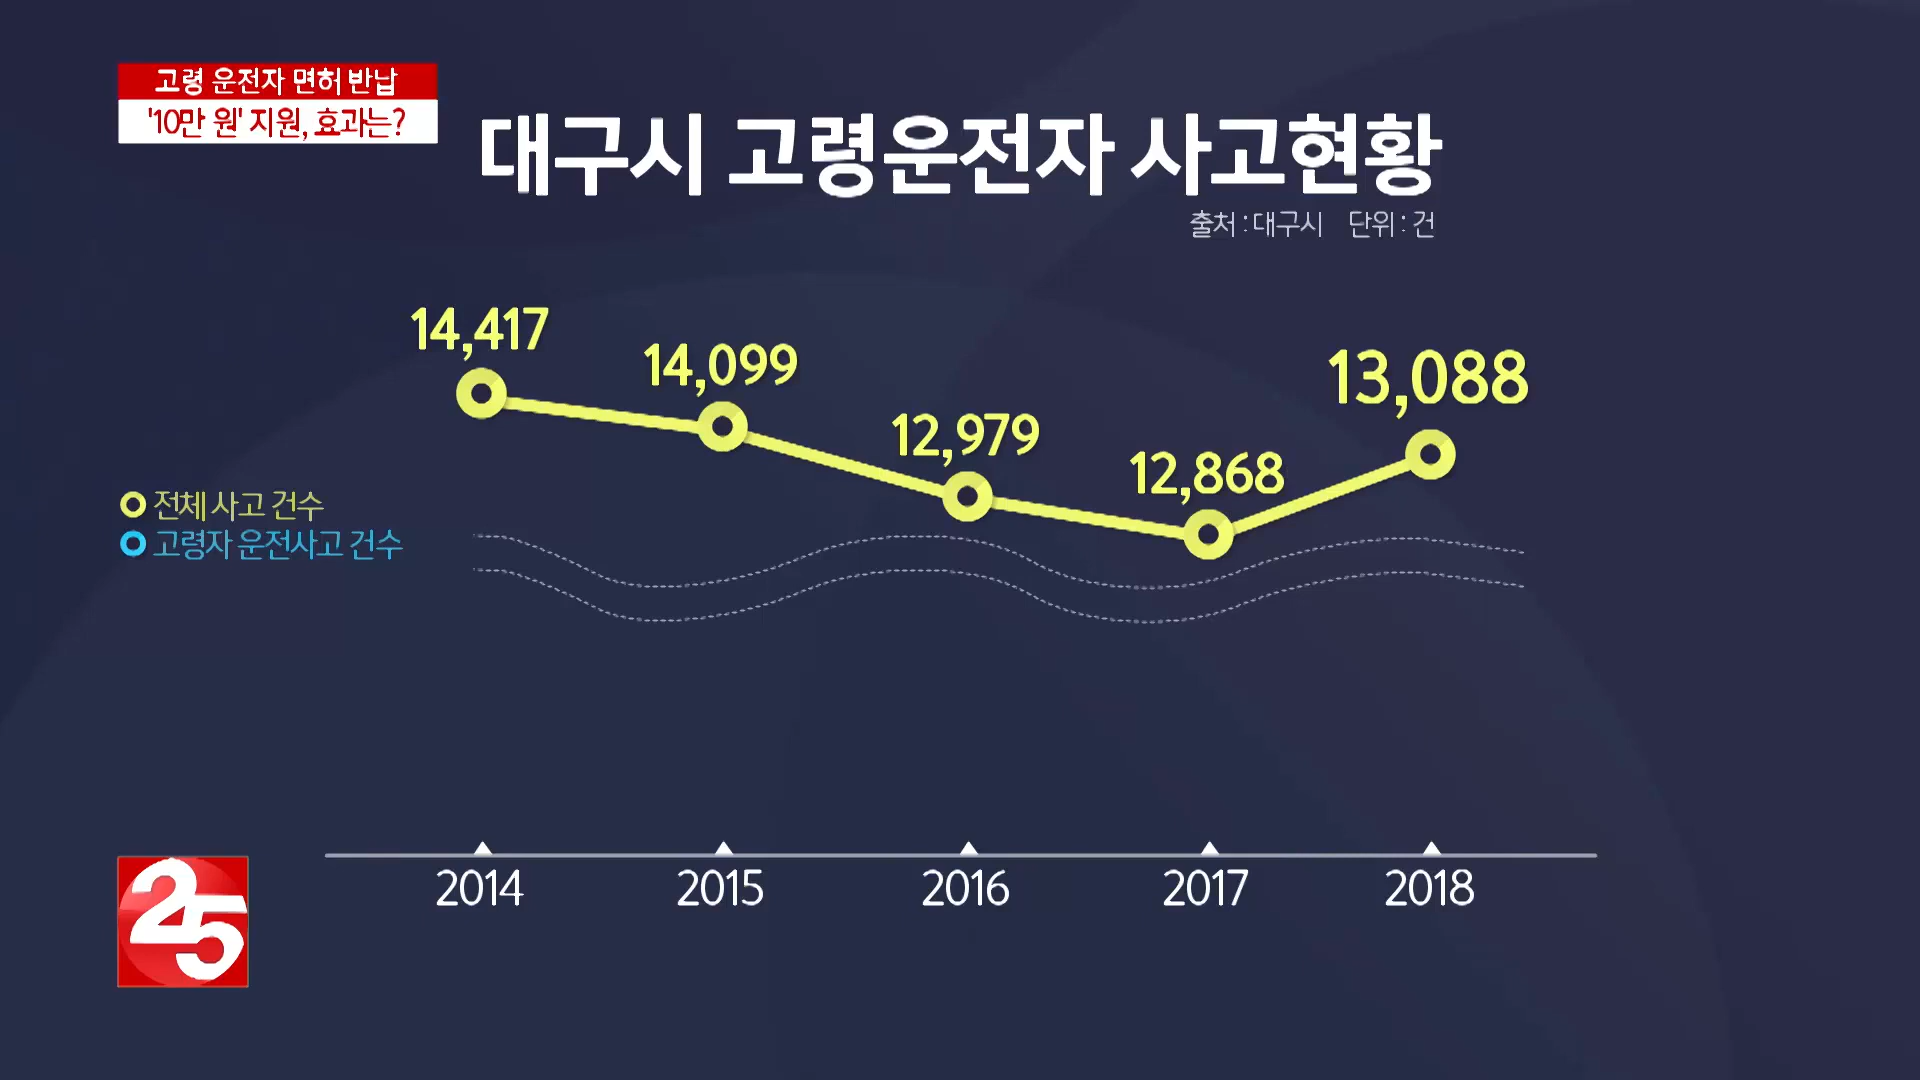 고령 운전자 면허 반납
'10만 원' 지원, 효과는?
대구시 고령운전자 사고현황
출처 : 대구시 단위 : 건
14,417
14,099
12,979
12,868
13,088
전체 사고 건수
고령자 운전사고 건수
2014 2015 2016 2017 2018
25